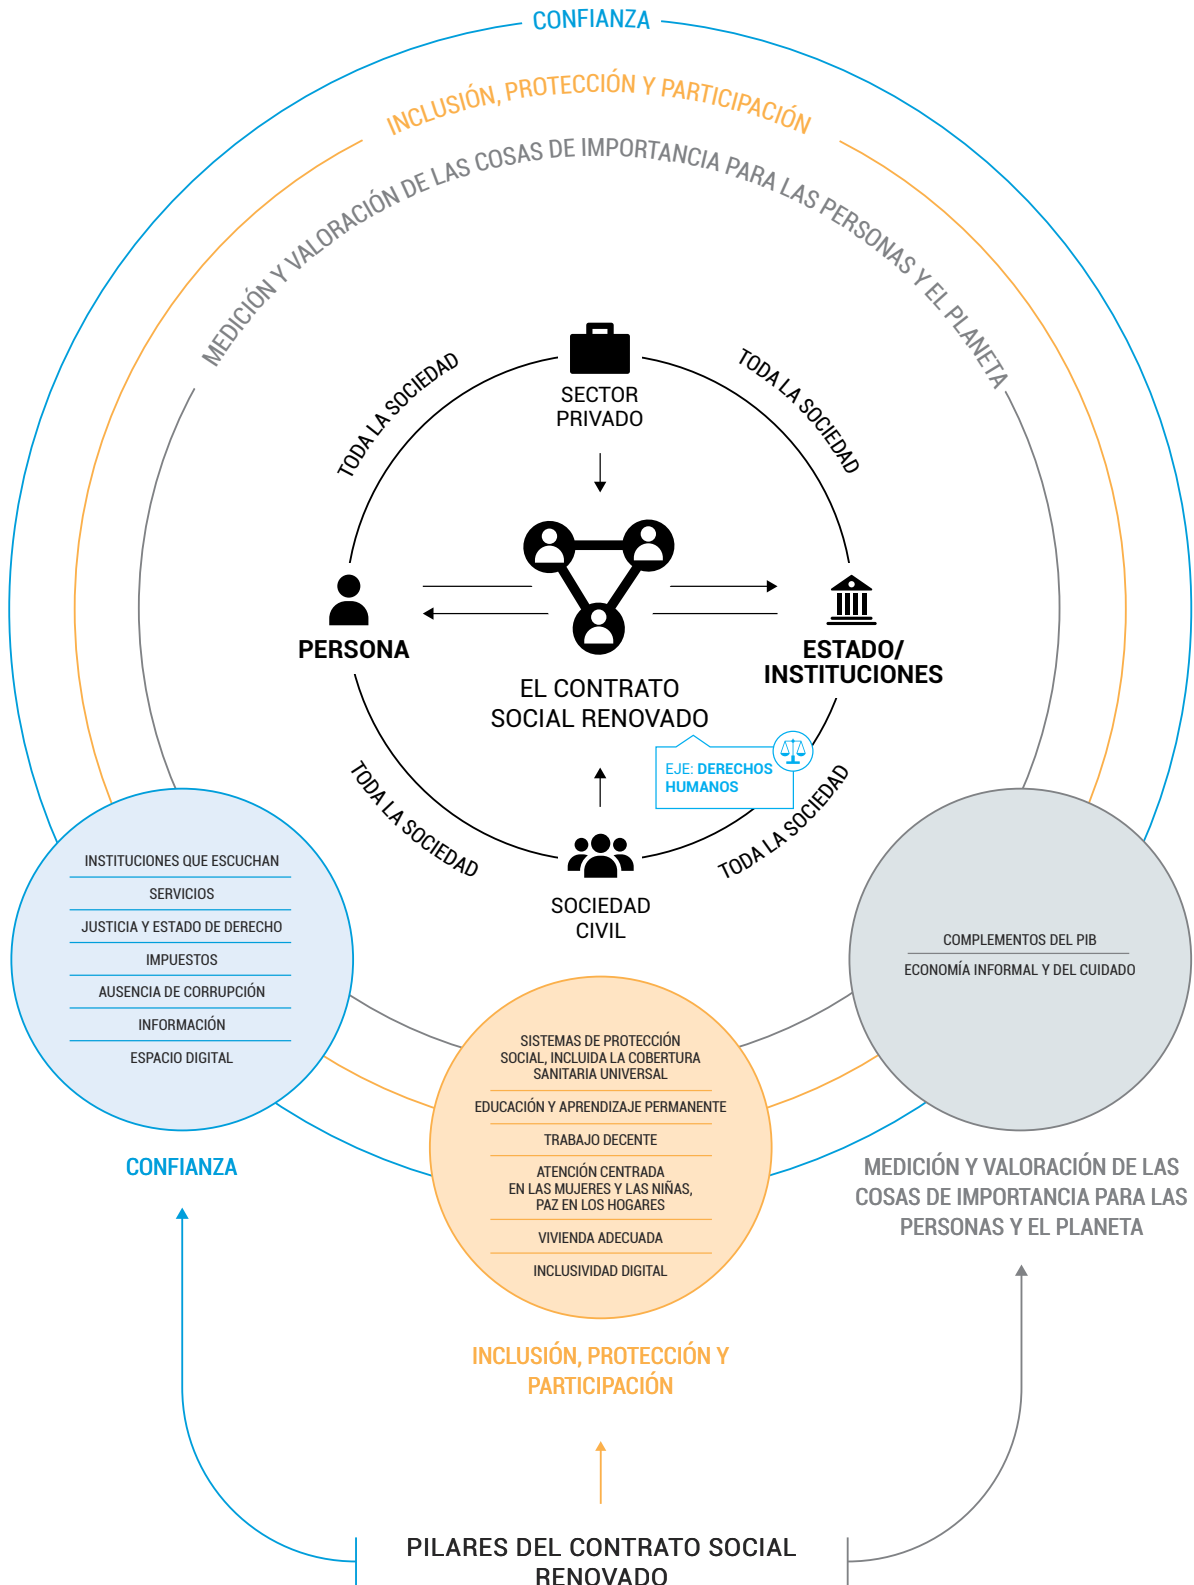 CONFIANZA
INCLUSIÓN, PROTECCIÓN Y PARTICIPACIÓN
MEDICIÓN Y VALORACIÓN DE LAS COSAS DE IMPORTANCIA PARA LAS PERSONAS Y EL PLANETA
TODA LA SOCIEDAD
TODA LA SOCIEDAD
SECTOR
PRIVADO
PERSONA
ESTADO/
INSTITUCIONES
EL CONTRATO
SOCIAL RENOVADO
EJE: DERECHOS
HUMANOS
TODA LA SOCIEDAD
TODA LA SOCIEDAD
SOCIEDAD
CIVIL
INSTITUCIONES QUE ESCUCHAN
SERVICIOS
JUSTICIA Y ESTADO DE DERECHO
IMPUESTOS
AUSENCIA DE CORRUPCIÓN
INFORMACIÓN
ESPACIO DIGITAL
CONFIANZA
SISTEMAS DE PROTECCIÓN
SOCIAL, INCLUIDA LA COBERTURA
SANITARIA UNIVERSAL
EDUCACIÓN Y APRENDIZAJE PERMANENTE
TRABAJO DECENTE
ATENCIÓN CENTRADA
EN LAS MUJERES Y LAS NIÑAS,
PAZ EN LOS HOGARES
VIVIENDA ADECUADA
INCLUSIVIDAD DIGITAL
INCLUSIÓN, PROTECCIÓN Y
PARTICIPACIÓN
COMPLEMENTOS DEL PIB
ECONOMÍA INFORMAL Y DEL CUIDADO
MEDICIÓN Y VALORACIÓN DE LAS
COSAS DE IMPORTANCIA PARA LAS
PERSONAS Y EL PLANETA
PILARES DEL CONTRATO SOCIAL
RENOVADO